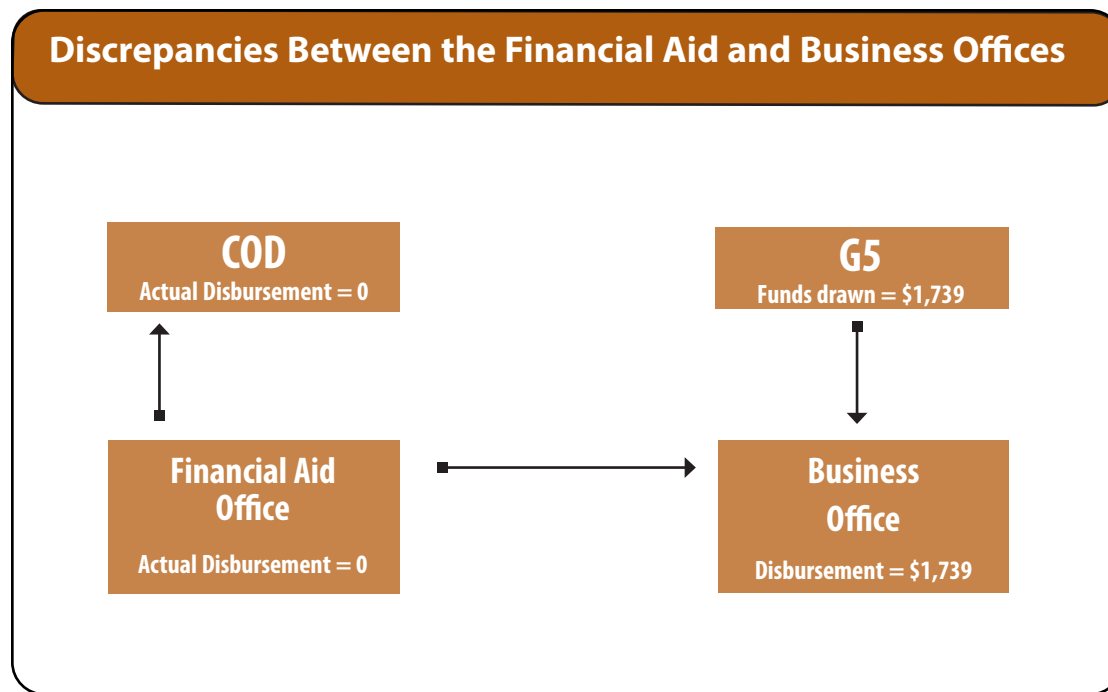 Discrepancies Between the Financial Aid and Business Offices
COD
Actual Disbursement = 0
G5
Funds drawn = $1,739
Financial Aid
Office
Actual Disbursement = 0
Business
Office
Disbursement = $1,739